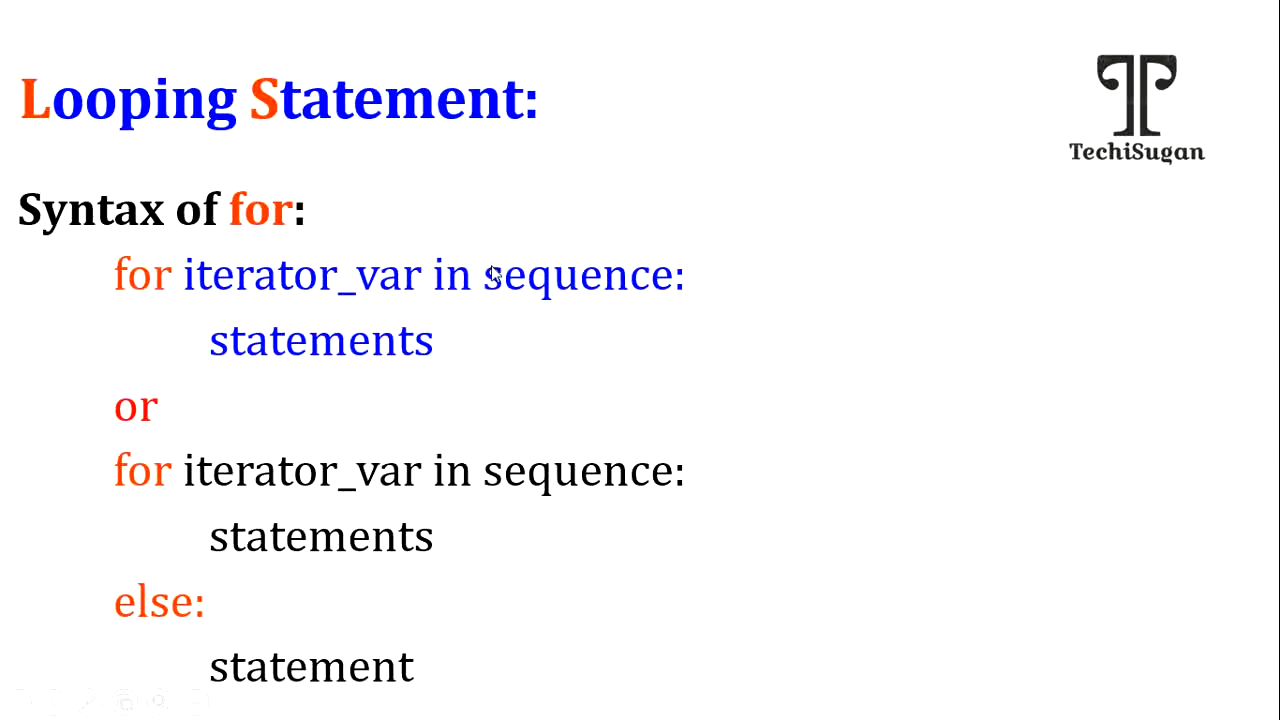 Looping Statement:
TechiSugan
Syntax of for:
for iterator_var in sequence:
statements
or
for iterator_var in sequence:
statements
else:
statement